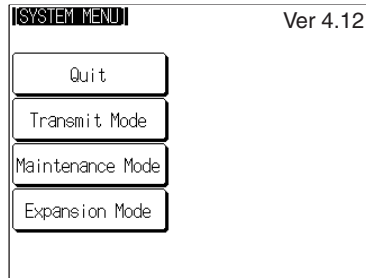 [SYSTEM MENU]
Ver 4.12
Quit
Transmit Mode
Maintenance Mode
Expansion Mode